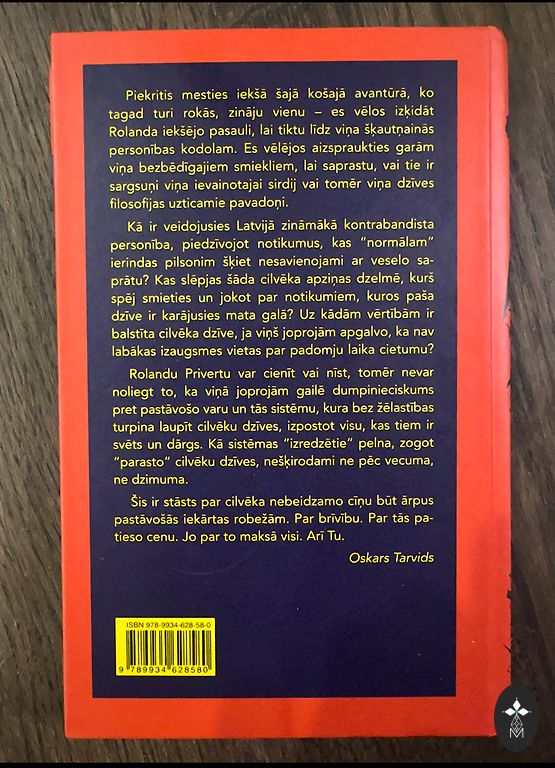 Piekritis mesties iekšā šajā košajā avantūrā, ko
tagad turi rokās, zināju vienu – es vēlos izķidāt
Rolanda iekšējo pasauli, lai tiktu līdz viņa šķautņainās
personības kodolam. Es vēlējos aizsprauktiesgarām
viņa bezbēdīgajiem smiekliem, lai saprastu, vai tie ir
sargsuņi viņa ievainotajai sirdij vai tomēr viņa dzīves
filosofijas uzticamie pavadoņi.
Kā ir veidojusies Latvijā zināmākā kontrabandista
personība, piedzīvojot notikumus, kas “normālam”
ierindas pilsonim šķiet nesavienojami ar veselo sa-
prātu? Kas slēpjas šāda cilvēka apziņas dzelmē, kurš
spēj smieties un jokot par notikumiem, kuros paša
dzīve ir karājusies mata galā? Uz kādām vērtībām ir
balstīta cilvēka dzīve, ja viņš joprojām apgalvo, ka nav
labākas izaugsmes vietas par padomju laika cietumu?
Rolandu Privertu var cienīt vai nīst, tomēr nevar
noliegt to, ka viņā joprojām gailē dumpinieciskums
pret pastāvošo varu un tās sistēmu, kura bez žēlastības
turpina laupīt cilvēku dzīves, izpostot visu, kas tiem ir
svēts un dārgs. Kā sistēmas “izredzētie” pelna, zogot
“parasto” cilvēku dzīves, nešķirodami ne pēc vecuma,
ne dzimuma.
Šis ir stāsts par cilvēka nebeidzamo cīņu būt ārpus
pastāvošās iekārtas robežām. Par brīvību. Par tās pa-
tieso cenu. Jo par to maksā visi. Arī Tu.
Oskars Tarvids
ISBN 978-9934-628-58-0
9 789934 628580
M